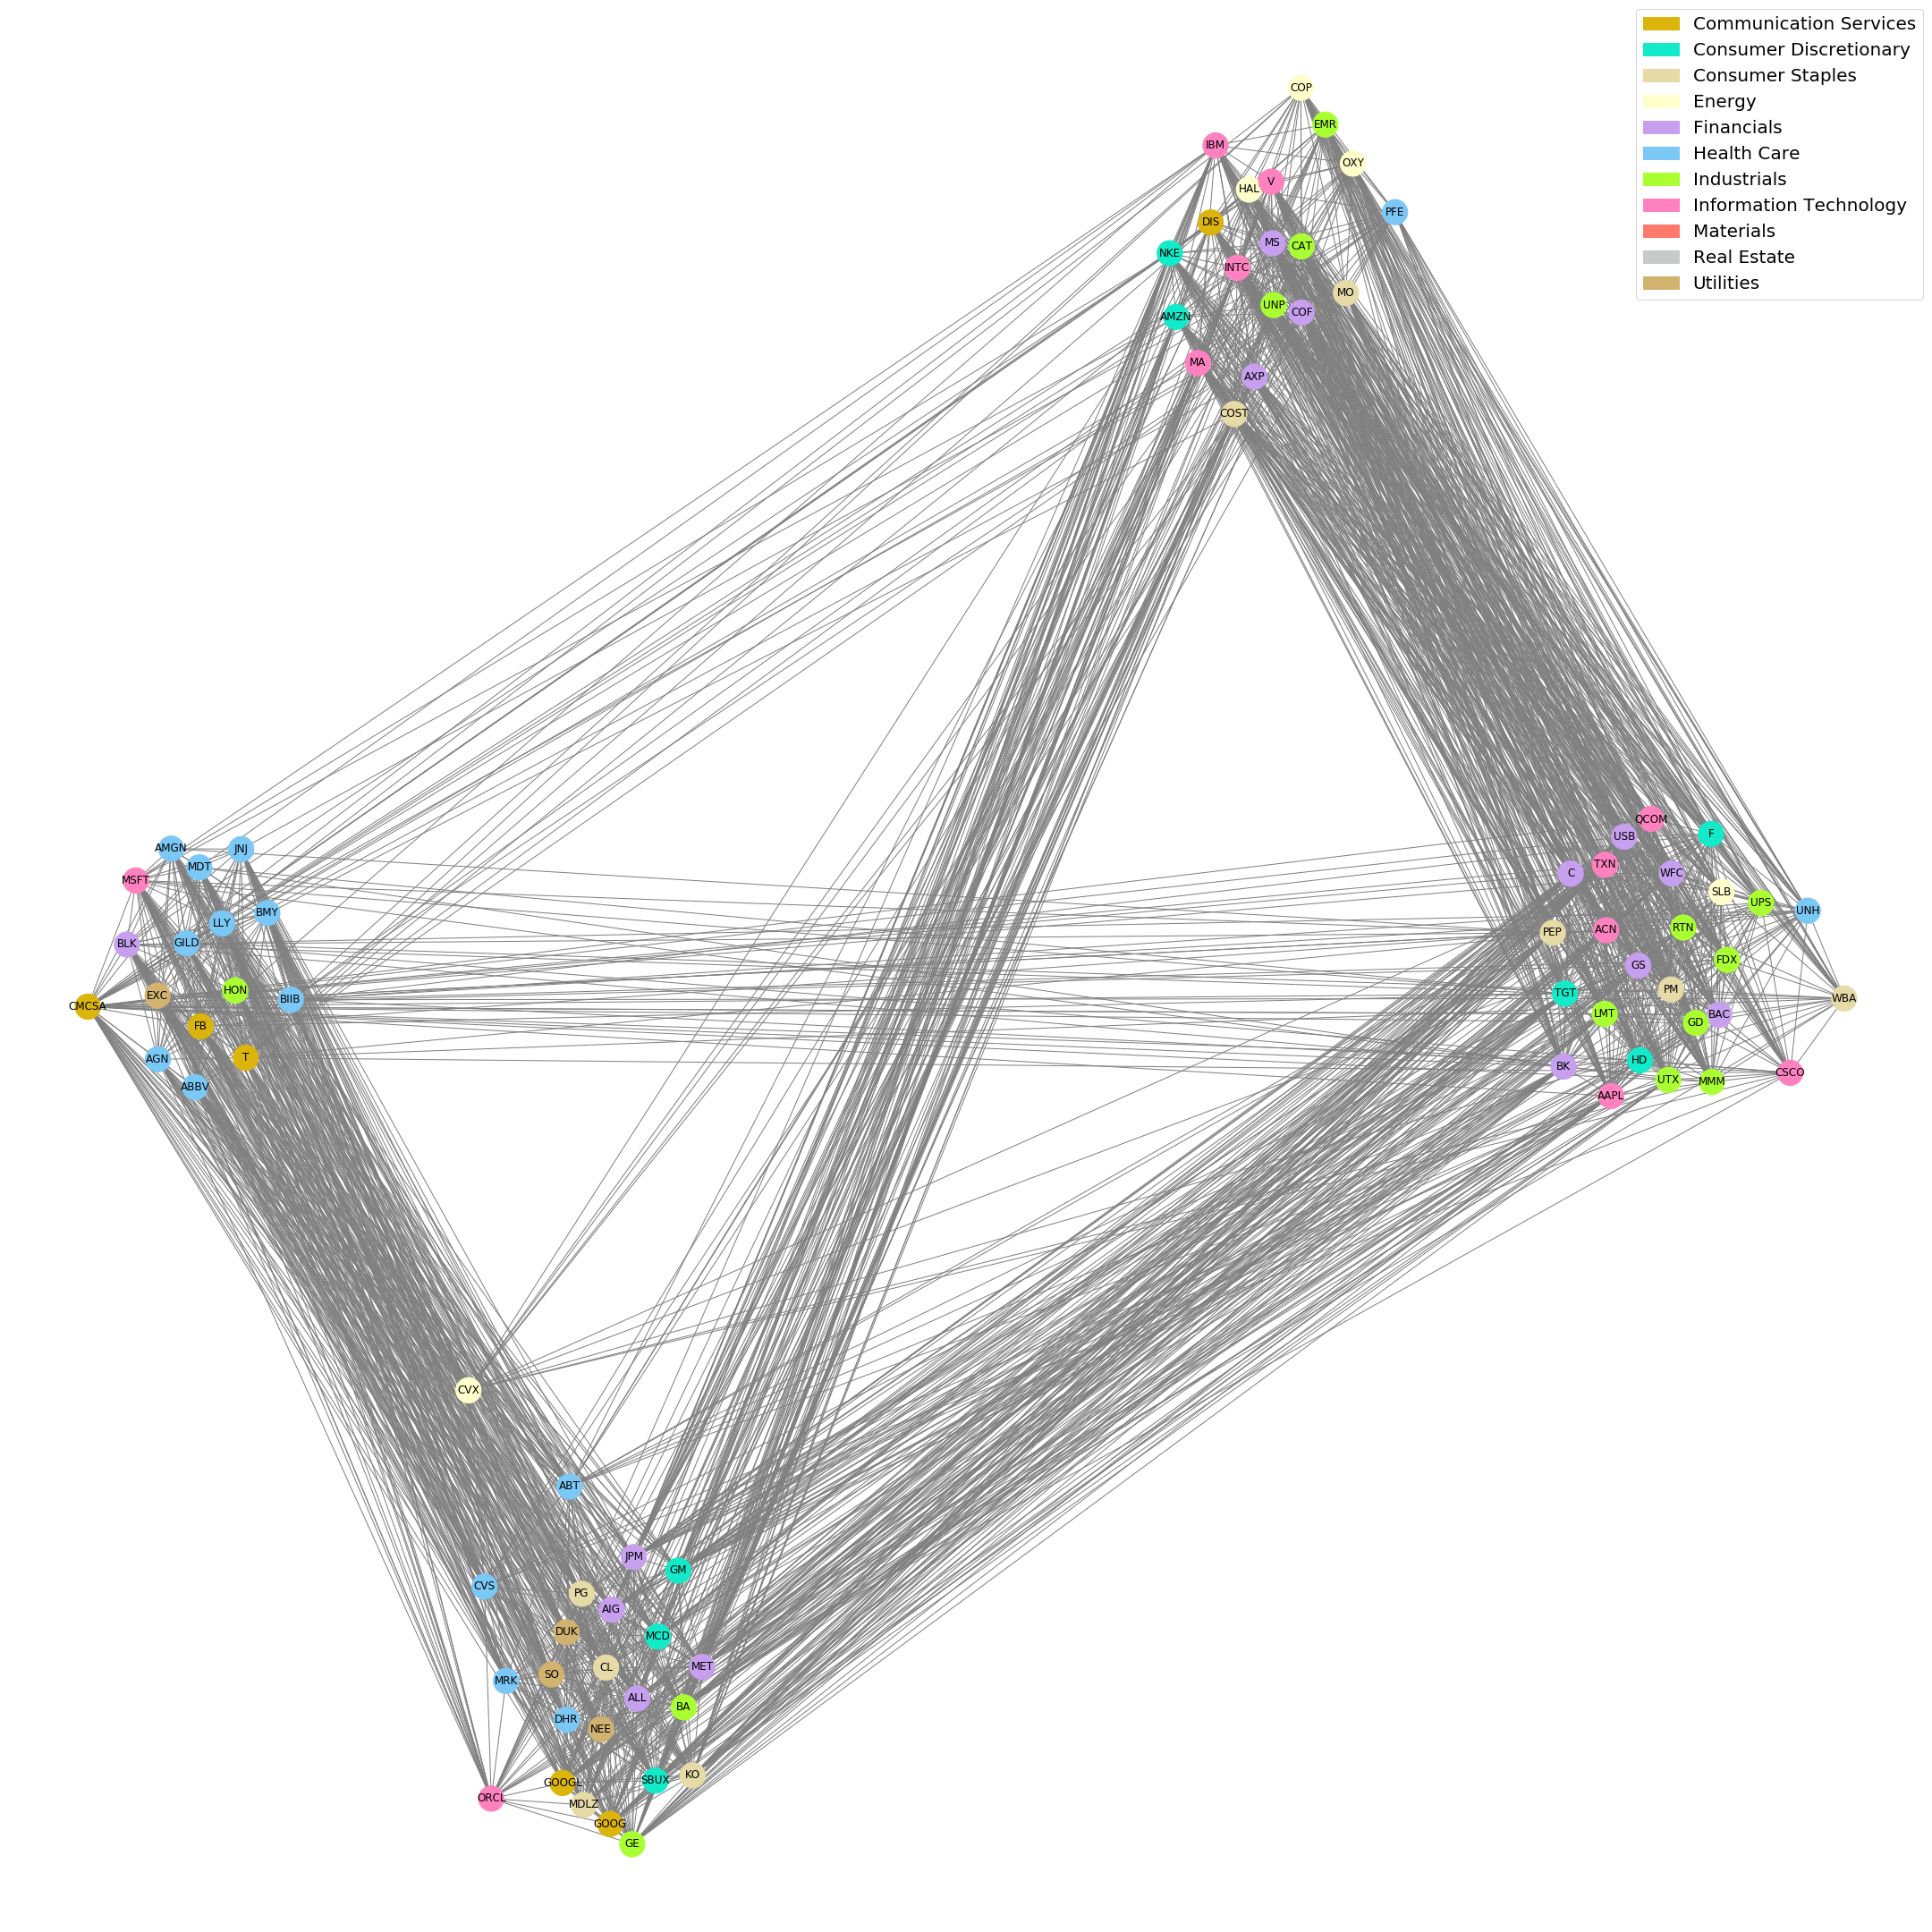 Communication Services
Consumer Discretionary
Consumer Staples
Energy
Financials
Health Care
Industrials
Information Technology
Materials
Real Estate
Utilities
COP
EMR
IBM
OXY
V
HAL
PFE
DIS
MS
CAT
NKE
INTC
MO
UNP
COF
AMZN
MA
AXP
COST
QCOM
F
USB
TXN
WFC
C
SLB
UPS
UNH
RTN
ACN
PEP
FDX
GS
PM
TGT
WBA
LMT
BAC
GD
HD
BK
CSCO
UTX
MMM
AAPL
AMGN
JNJ
MDT
MSFT
BMY
LLY
GILD
BLK
HON
EXC
BIIB
CMCSA
FB
T
AGN
ABBV
CVX
ABT
JPM
GM
CVS
PG
AIG
DUK
MCD
CL
MET
SO
MRK
ALL
BA
DHR
NEE
KO
SBUX
GOOGL
ORCL
MDLZ
GOOG
GE